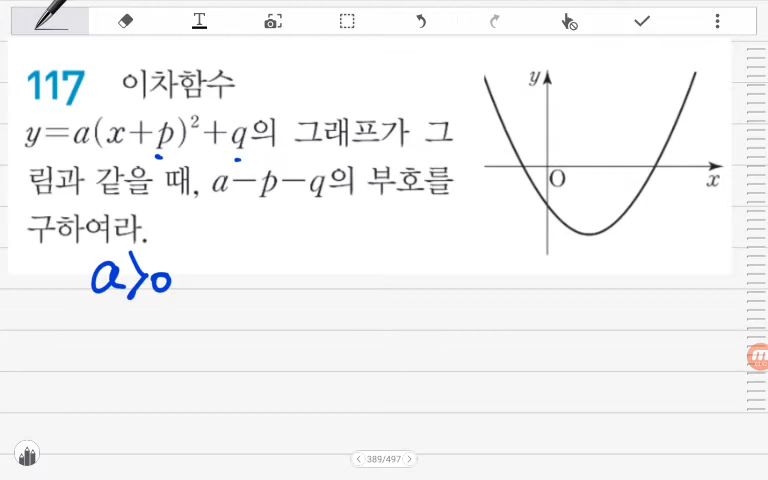 T
117 이차함수
y=a(x+p)²+q의 그래프가 그
림과 같을 때, a-p-q의 부호를
구하여라.
y
O
x
a>0
389/497